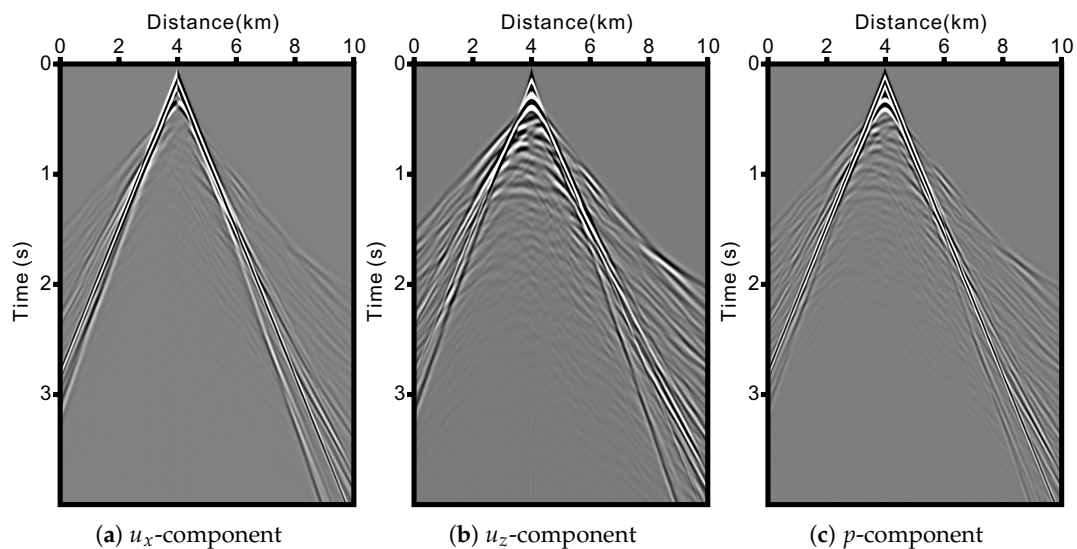 Distance(km) Distance(km) Distance(km)
0 2 4 6 8 10 0 2 4 6 8 10 0 2 4 6 8 10
0 0 0
1 1 1
Time (s) Time (s) Time (s)
2 2 2
3 3 3
(a) uₓ-component (b) u_z-component (c) p-component